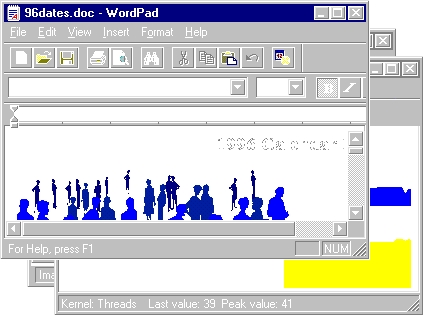 96dates.doc - WordPad
File Edit View Insert Format Help
B I
1996 Calendar!
For Help, press F1 NUM
Ima
Kernel: Threads Last value: 39 Peak value: 41